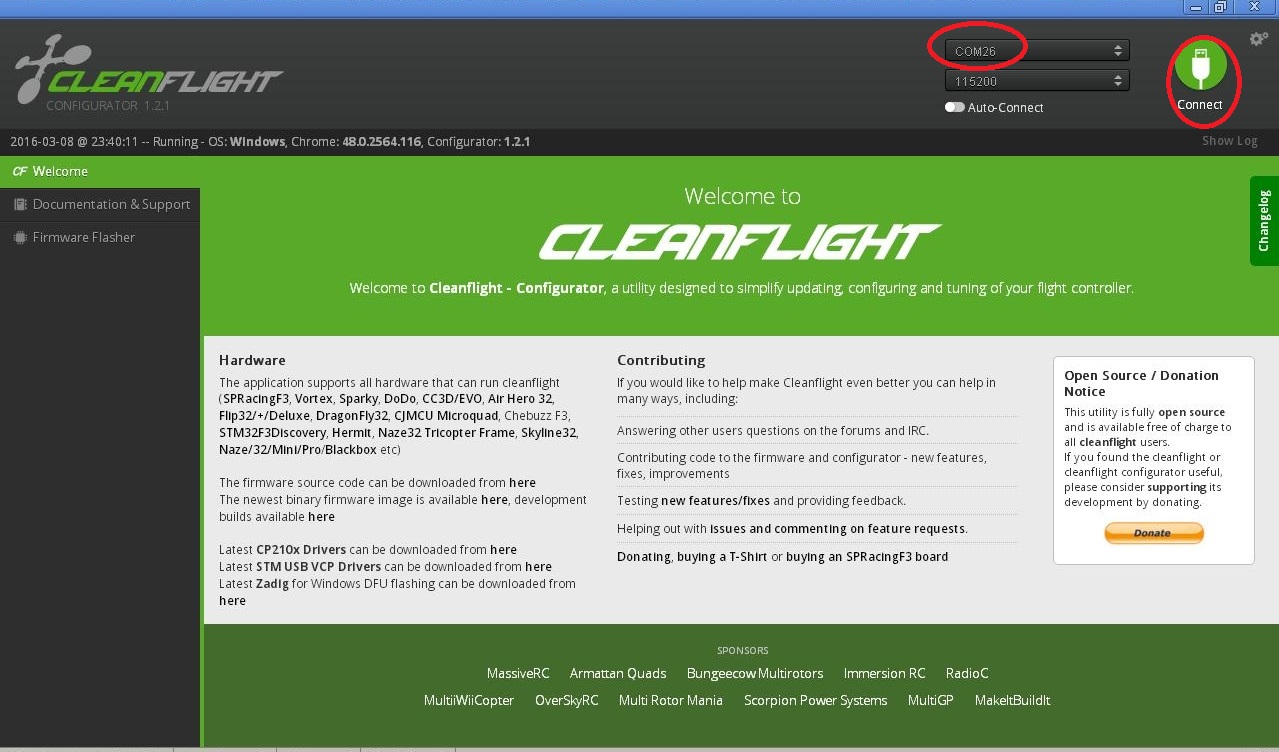 CLEANFLIGHT
CONFIGURATOR 1.2.1
COM26
115200
Auto-Connect
Connect
2016-03-08 @ 23:40:11 -- Running - OS: Windows, Chrome: 48.0.2564.116, Configurator: 1.2.1
Show Log
CF Welcome
Documentation & Support
Firmware Flasher
Welcome to
CLEANFLIGHT
Welcome to Cleanflight - Configurator, a utility designed to simplify updating, configuring and tuning of your flight controller.
Changelog
Hardware
The application supports all hardware that can run cleanflight
(SPRacingF3, Vortex, Sparky, DoDo, CC3D/EVO, Air Hero 32,
Flip32/+/Deluxe, DragonFly32, CJMCU Microquad, Chebuzz F3,
STM32F3Discovery, Hermit, Naze32 Tricopter Frame, Skyline32,
Naze/32/Mini/Pro/Blackbox etc)
The firmware source code can be downloaded from here
The newest binary firmware image is available here, development
builds available here
Latest CP210x Drivers can be downloaded from here
Latest STM USB VCP Drivers can be downloaded from here
Latest Zadig for Windows DFU flashing can be downloaded from
here
Contributing
If you would like to help make Cleanflight even better you can help in
many ways, including:
Answering other users questions on the forums and IRC.
Contributing code to the firmware and configurator - new features,
fixes, improvements
Testing new features/fixes and providing feedback.
Helping out with issues and commenting on feature requests.
Donating, buying a T-Shirt or buying an SPRacingF3 board
Open Source / Donation
Notice
This utility is fully open source
and is available free of charge to
all cleanflight users.
If you found the cleanflight or
cleanflight configurator useful,
please consider supporting its
development by donating.
Donate
SPONSORS
MassiveRC Armattan Quads Bungeecow Multirotors Immersion RC RadioC
MultiiWiiCopter OverSkyRC Multi Rotor Mania Scorpion Power Systems MultiGP MakeItBuildIt